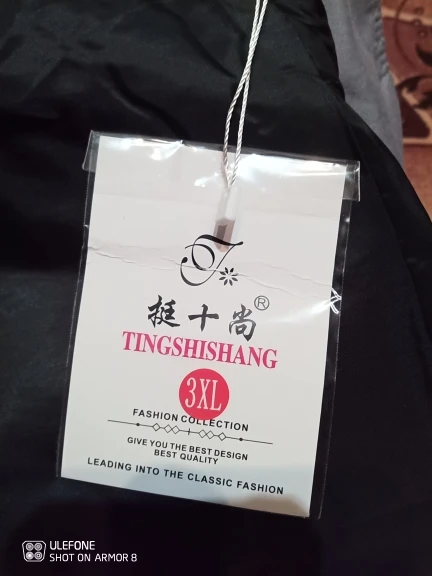 挺十尚®
TINGSHISHANG
3XL
FASHION COLLECTION
GIVE YOU THE BEST DESIGN
BEST QUALITY
LEADING INTO THE CLASSIC FASHION
ULEFONE
SHOT ON ARMOR 8